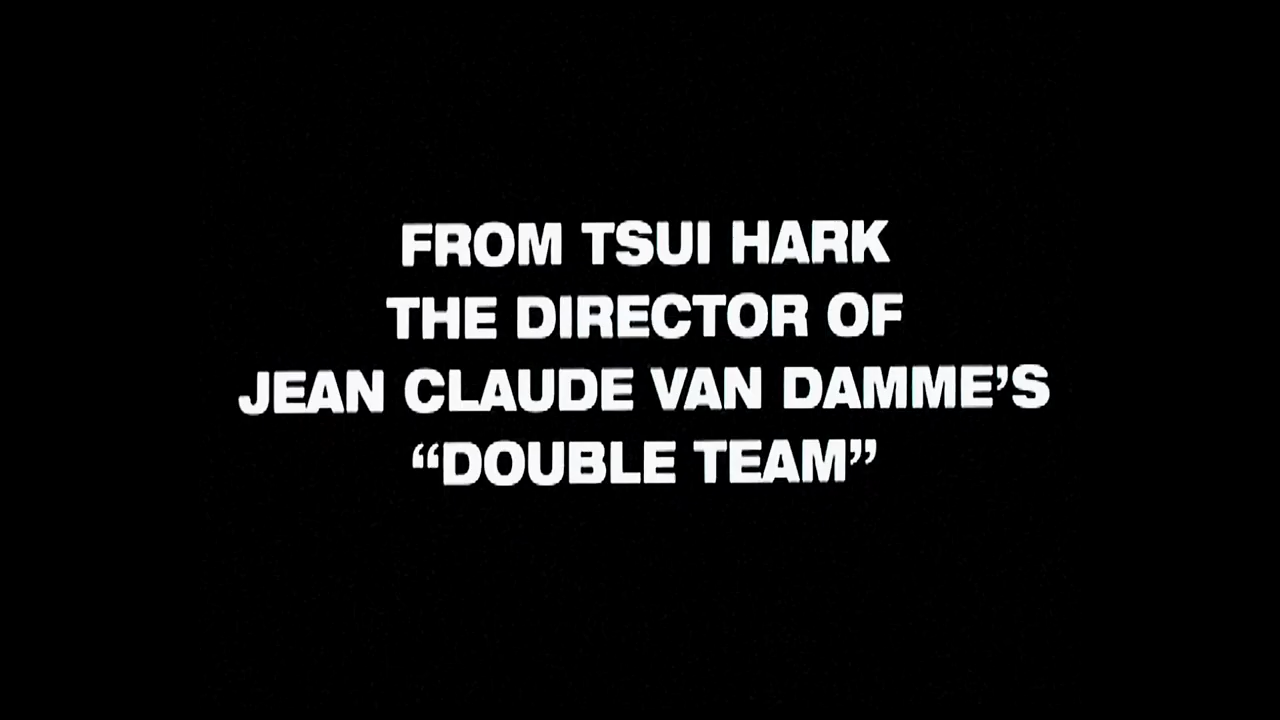 FROM TSUI HARK
THE DIRECTOR OF
JEAN CLAUDE VAN DAMME’S
“DOUBLE TEAM”